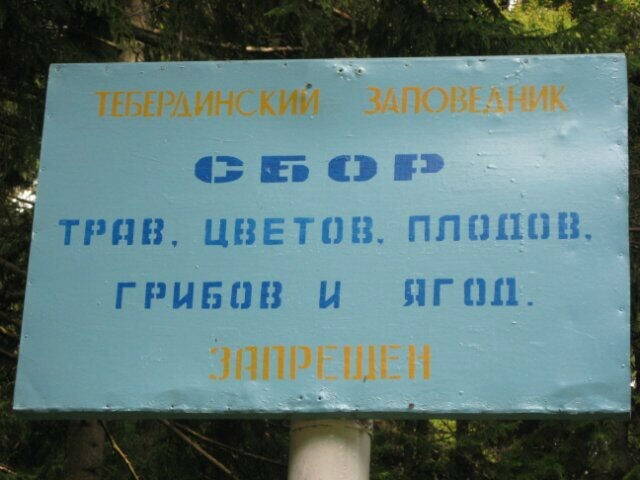 ТЕБЕРДИНСКИЙ ЗАПОВЕДНИК
СБОР
ТРАВ, ЦВЕТОВ, ПЛОДОВ,
ГРИБОВ И ЯГОД.
ЗАПРЕЩЕН